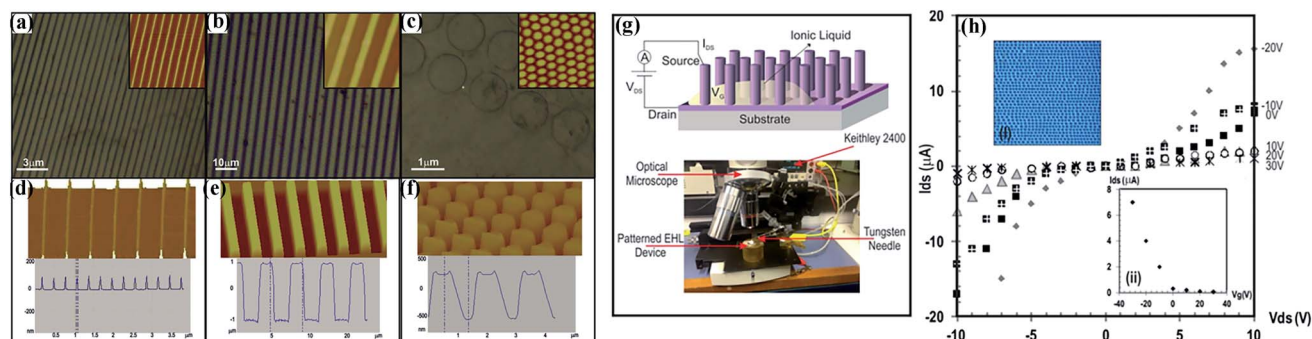 (a)
3μm
(b)
10μm
(c)
1μm
(d)
200
0
-200
nm
0.5
1
1.5
2
2.5
3
3.5
μm
(e)
1
-1
μm
5
10
20
μm
(f)
500
0
-500
nm
1
2
3
4
μm
(g)
Ionic Liquid
IDS
Source
A
VDS
VG
Drain
Substrate
Keithley 2400
Optical
Microscope
Patterned EHL
Device
Tungsten
Needle
(h)
Ids (μA)
20
10
0
-10
-20
-10
-5
0
5
10
Vds (V)
-20V
-10V
0V
10V
20V
30V
(i)
Ids (μA)
8
6
4
2
0
-40
-20
0
20
40
Vg(V)
(ii)